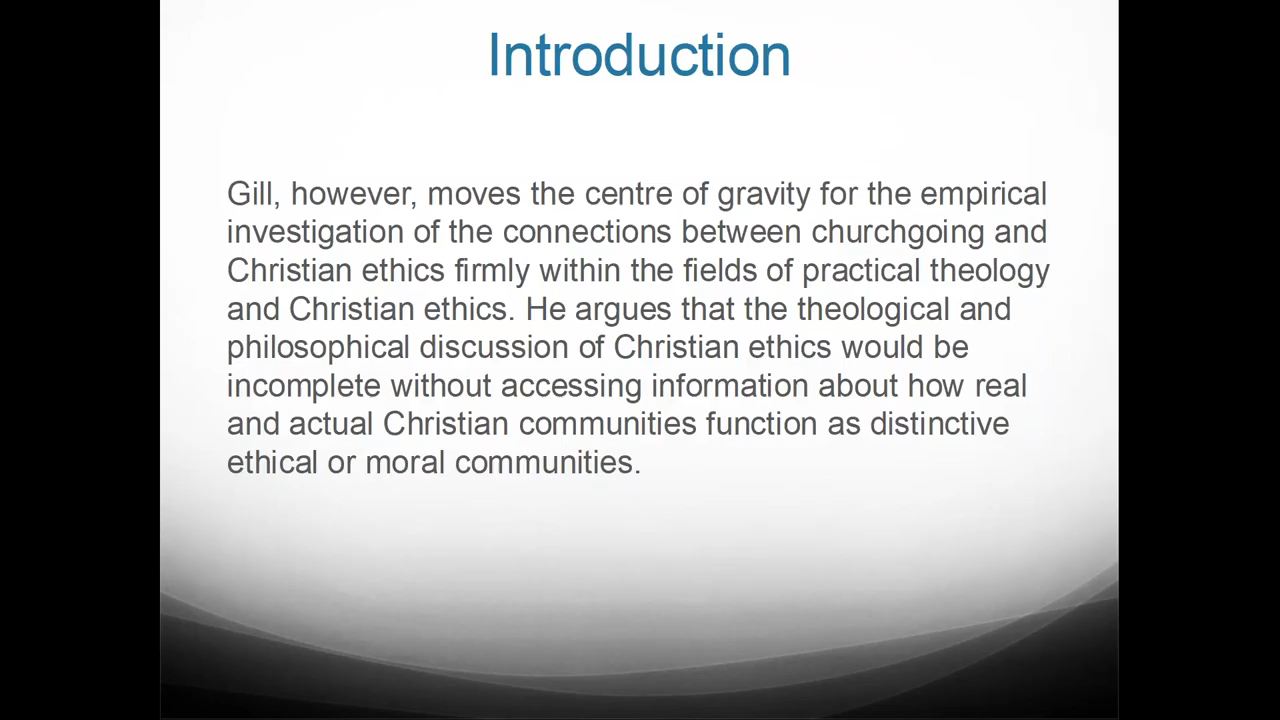 Introduction
Gill, however, moves the centre of gravity for the empirical
investigation of the connections between churchgoing and
Christian ethics firmly within the fields of practical theology
and Christian ethics. He argues that the theological and
philosophical discussion of Christian ethics would be
incomplete without accessing information about how real
and actual Christian communities function as distinctive
ethical or moral communities.